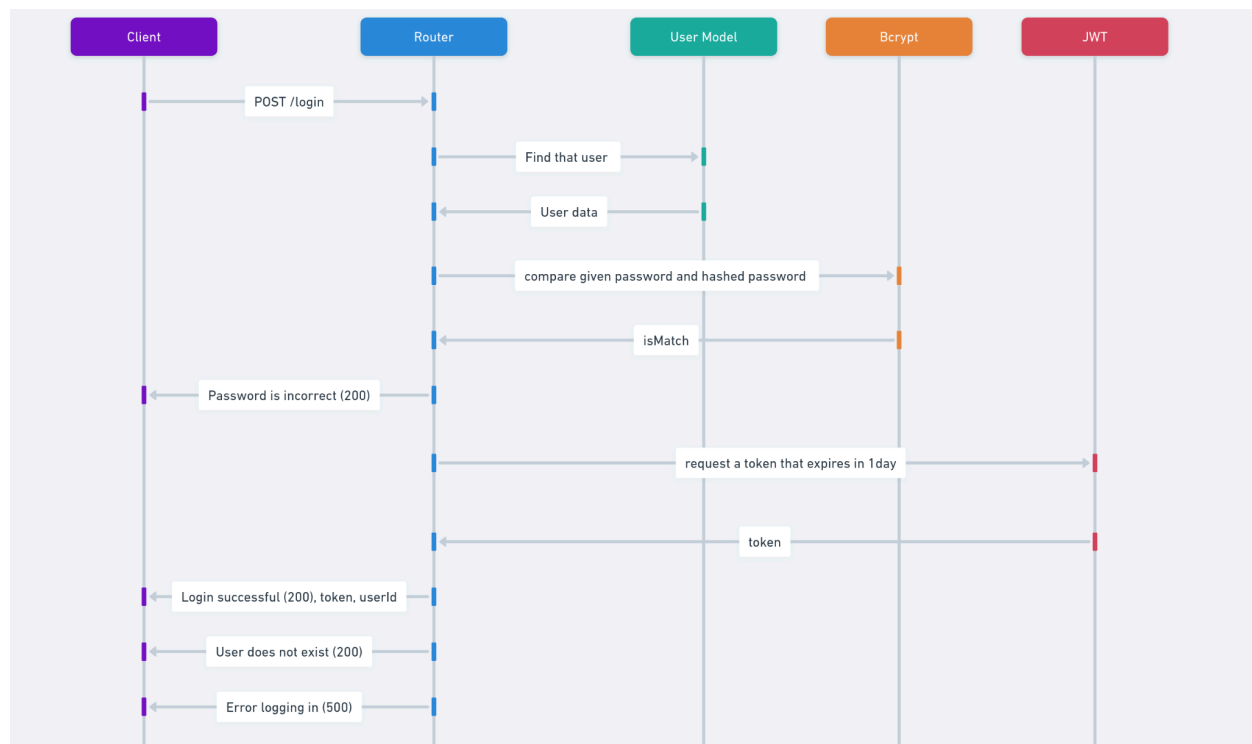 Client
Router
User Model
Bcrypt
JWT
POST /login
Find that user
User data
compare given password and hashed password
isMatch
Password is incorrect (200)
request a token that expires in 1day
token
Login successful (200), token, userId
User does not exist (200)
Error logging in (500)